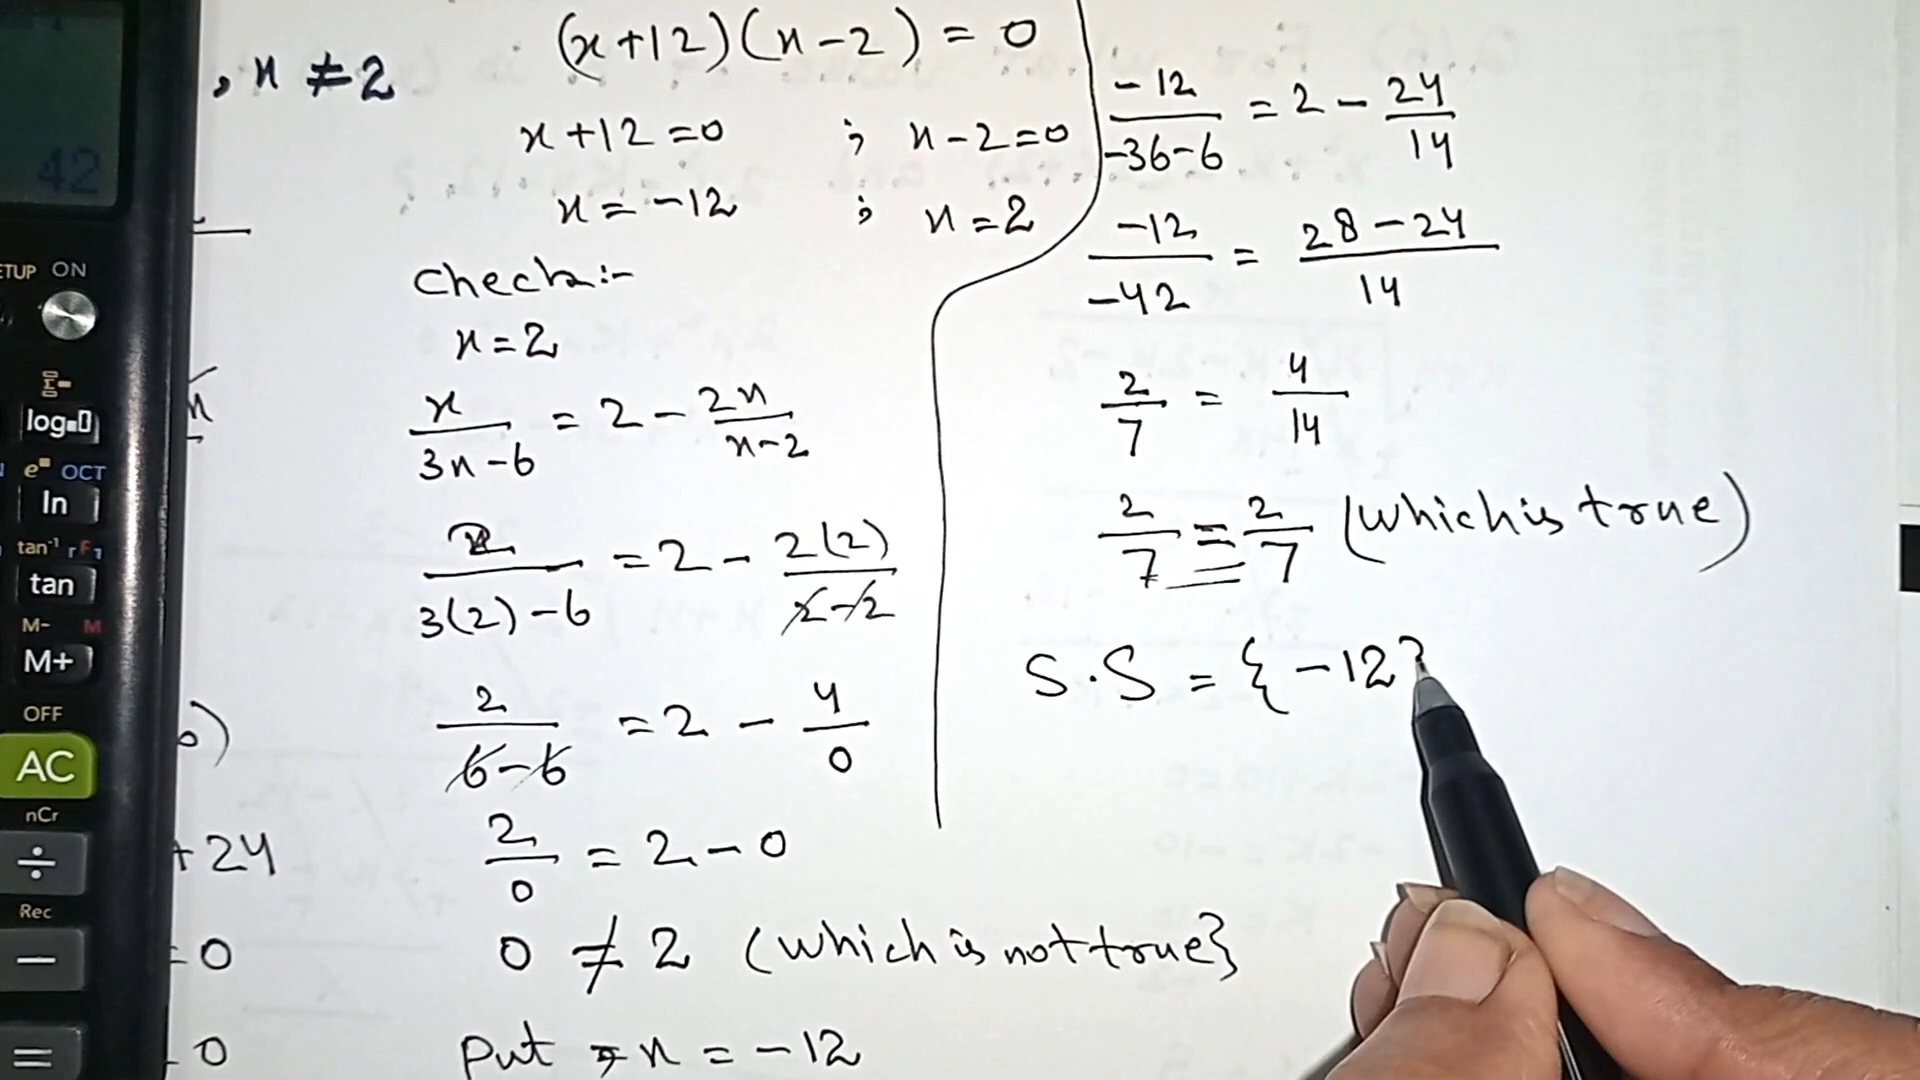 , x ≠ 2
(x+12)(x-2) = 0
x+12=0 ; x-2=0
x = -12 ; x = 2
Check:-
x = 2
x/3x-6 = 2 - 2x/x-2
2/3(2)-6 = 2 - 2(2)/2-2
2/6-6 = 2 - 4/0
2/0 = 2 - 0
0 ≠ 2 (which is not true}
Put x = -12
-12/-36-6 = 2 - 24/14
-12/-42 = 28-24/14
2/7 = 4/14
2/7 = 2/7 (which is true)
S.S = { -12}
+24
=0
0
42
SETUP ON
log
e OCT
ln
tan⁻¹
tan
M- M
M+
OFF
AC
nCr
÷
Rec
−
=